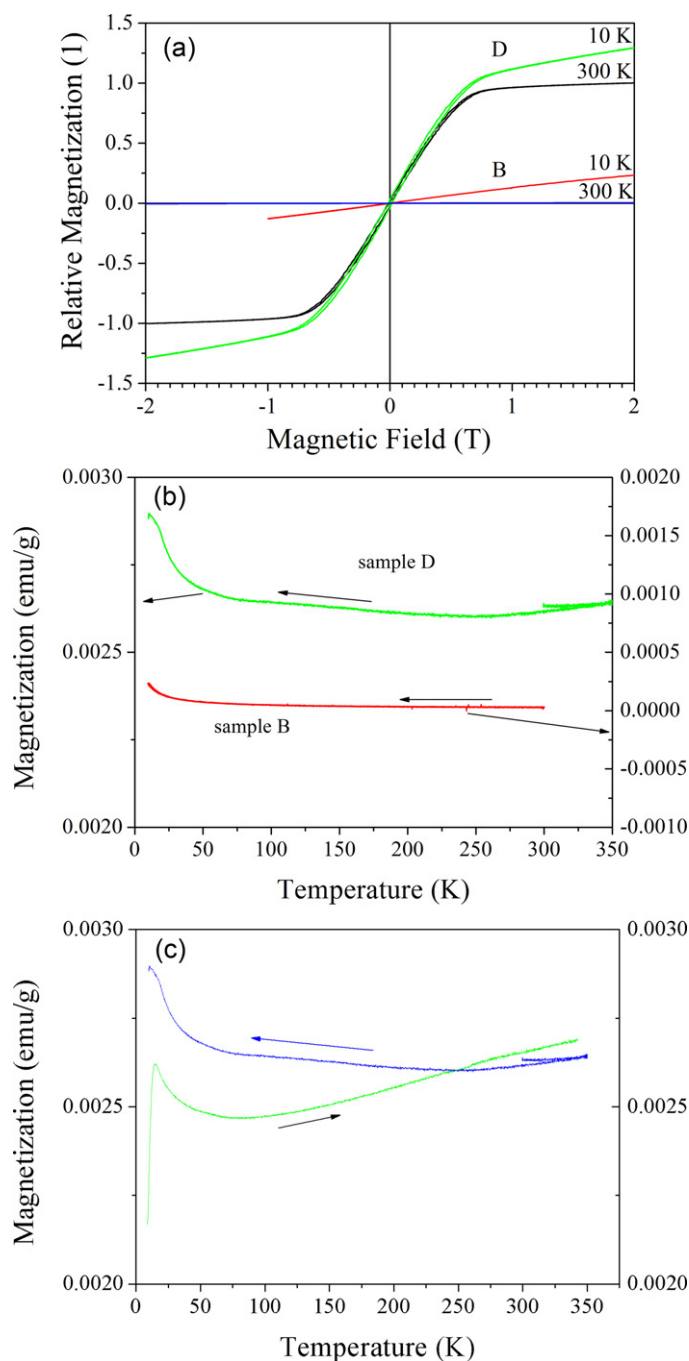 (a)
D
10 K
300 K
B
10 K
300 K
1.5
1.0
0.5
0.0
-0.5
-1.0
-1.5
Relative Magnetization (1)
-2
-1
0
1
2
Magnetic Field (T)
(b)
0.0030
0.0025
0.0020
Magnetization (emu/g)
sample D
sample B
0.0020
0.0015
0.0010
0.0005
0.0000
-0.0005
-0.0010
0
50
100
150
200
250
300
350
Temperature (K)
(c)
0.0030
0.0025
0.0020
Magnetization (emu/g)
0.0030
0.0025
0.0020
0
50
100
150
200
250
300
350
Temperature (K)